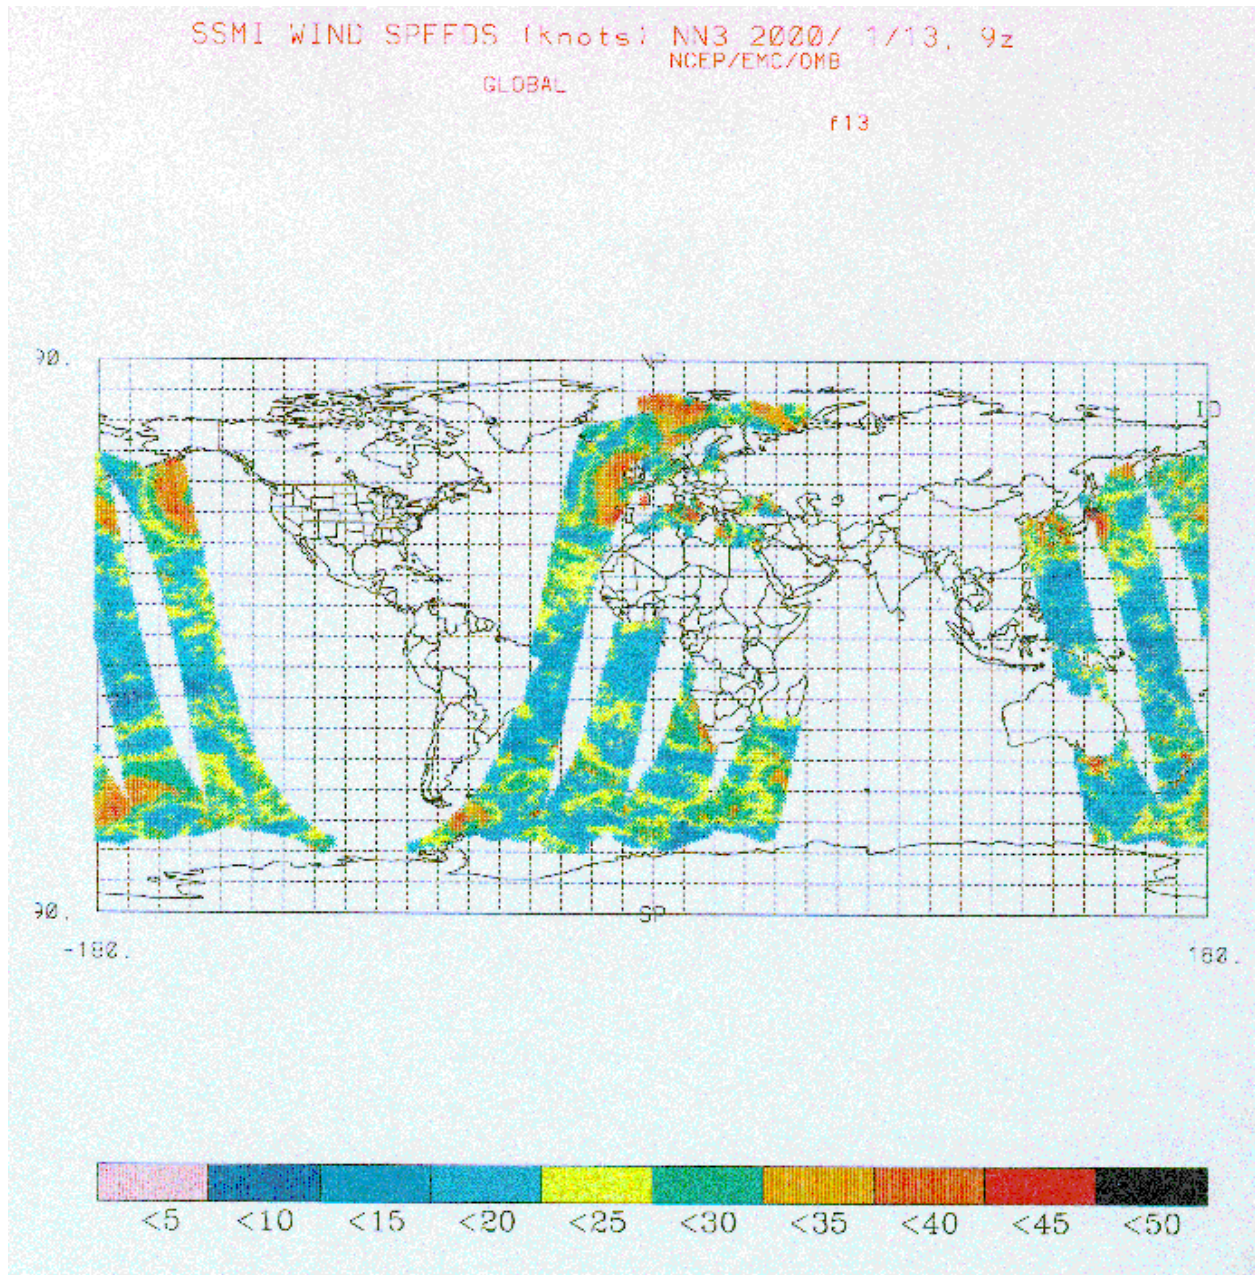 SSMI WIND SPEEDS (knots) NN3 2000/ 1/13, 9z
NCEP/EMC/OMB
GLOBAL
f13
90.
NP
ID
90.
SP
-180.
180.
<5 <10 <15 <20 <25 <30 <35 <40 <45 <50